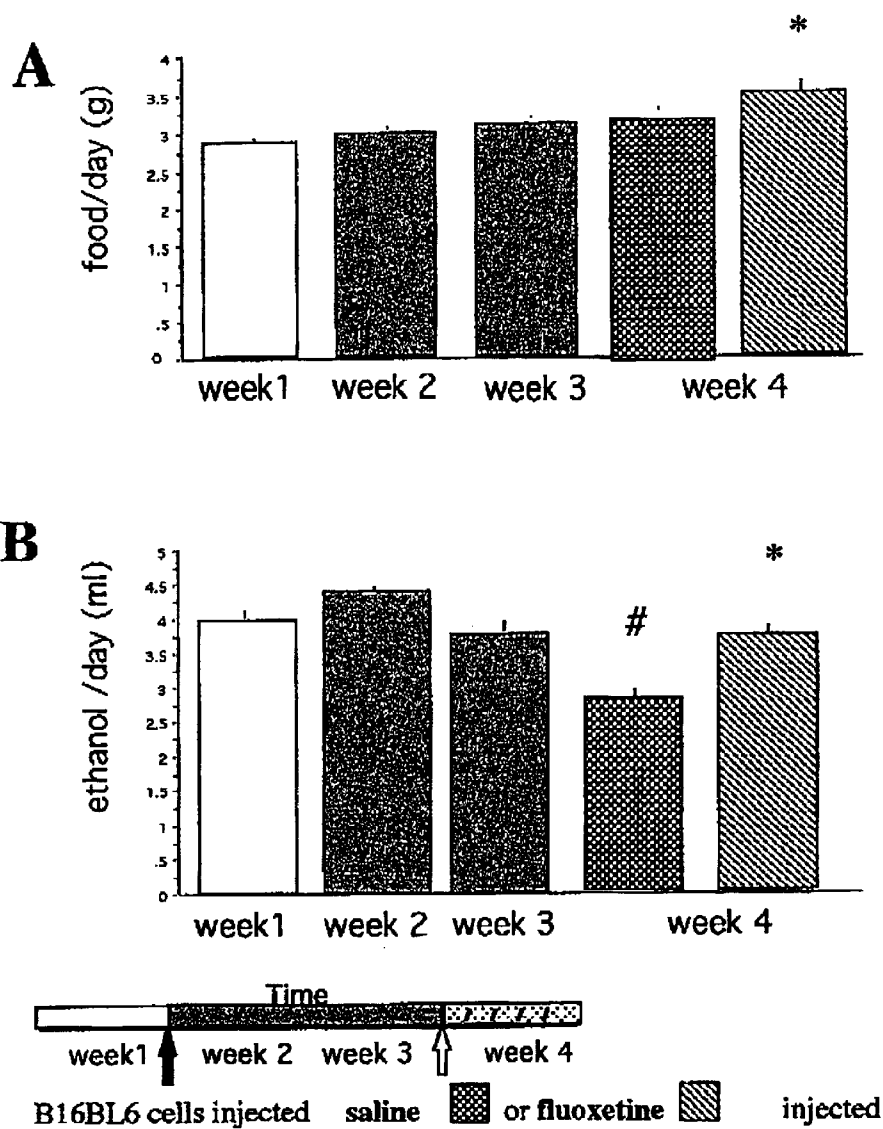 A
*
food/day (g)
4
3.5
3
2.5
2
1.5
1
.5
0
week1 week 2 week 3 week 4
B
*
#
ethanol /day (ml)
5
4.5
4
3.5
3
2.5
2
1.5
1
.5
0
week1 week 2 week 3 week 4
Time
week1 week 2 week 3 week 4
B16BL6 cells injected saline or fluoxetine injected